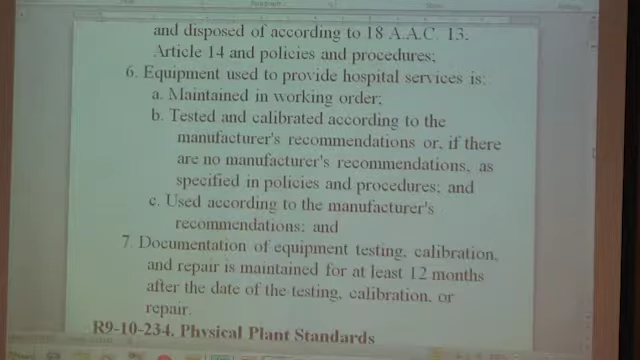 and disposed of according to 18 A.A.C. 13.
Article 14 and policies and procedures;
6. Equipment used to provide hospital services is:
a. Maintained in working order;
b. Tested and calibrated according to the
manufacturer's recommendations or, if there
are no manufacturer's recommendations, as
specified in policies and procedures; and
c. Used according to the manufacturer's
recommendations; and
7. Documentation of equipment testing, calibration,
and repair is maintained for at least 12 months
after the date of the testing, calibration, or
repair.
R9-10-234. Physical Plant Standards